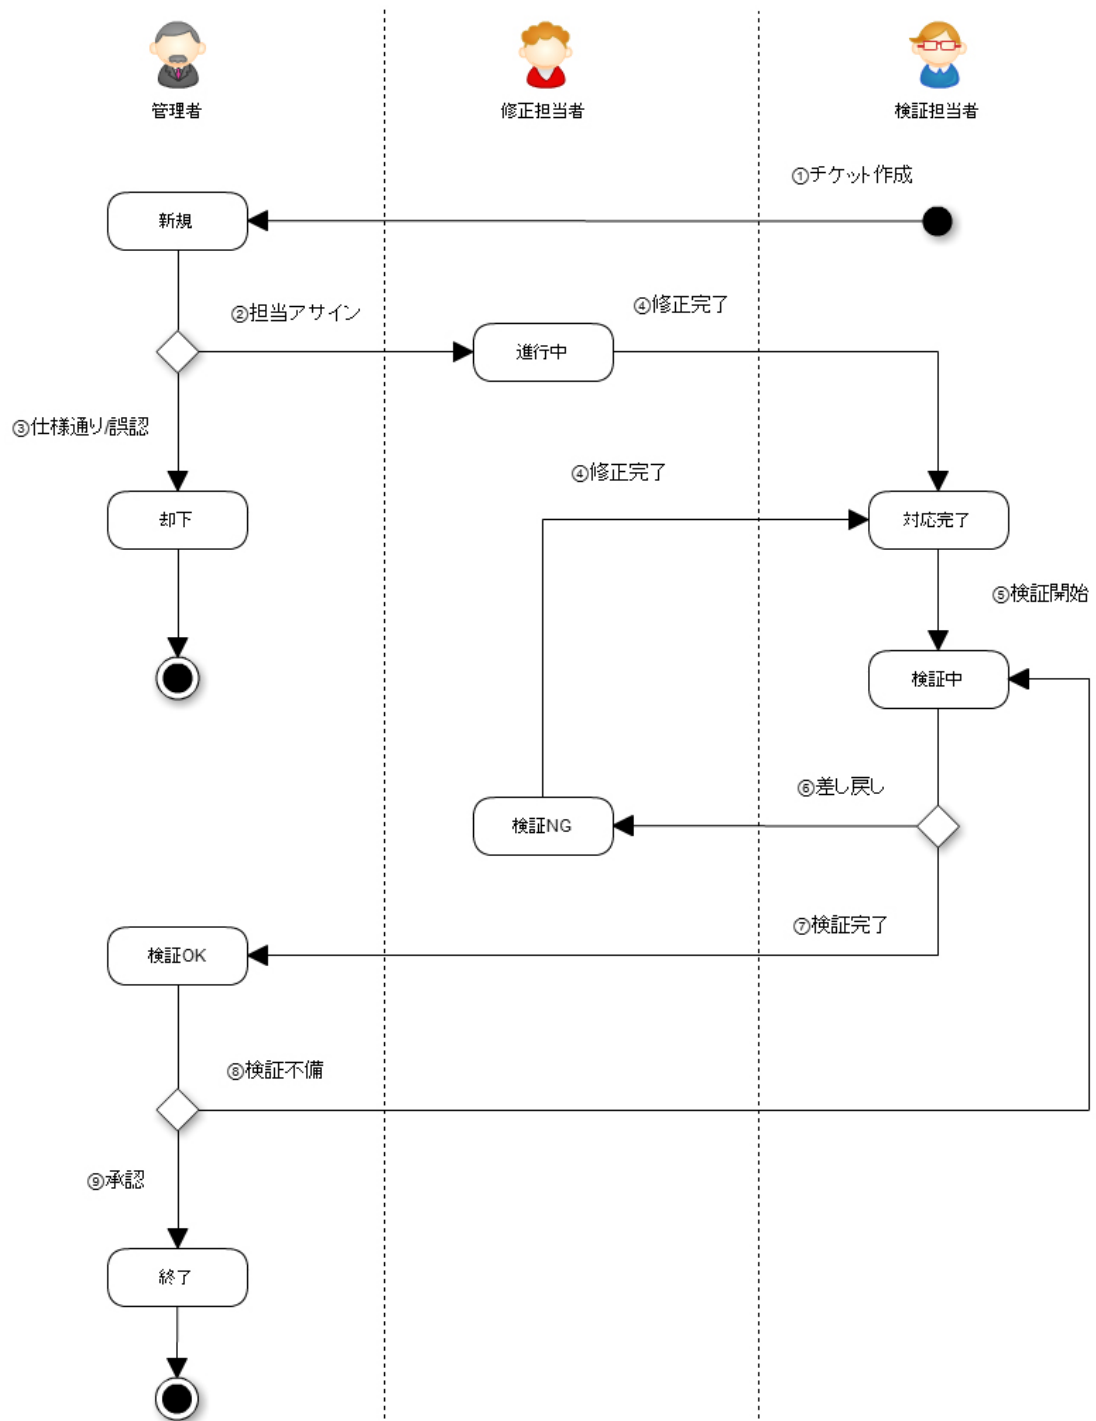 管理者
修正担当者
検証担当者
①チケット作成
新規
②担当アサイン
④修正完了
進行中
③仕様通り/誤認
④修正完了
却下
対応完了
⑤検証開始
検証中
⑥差し戻し
検証NG
⑦検証完了
検証OK
⑧検証不備
⑨承認
終了